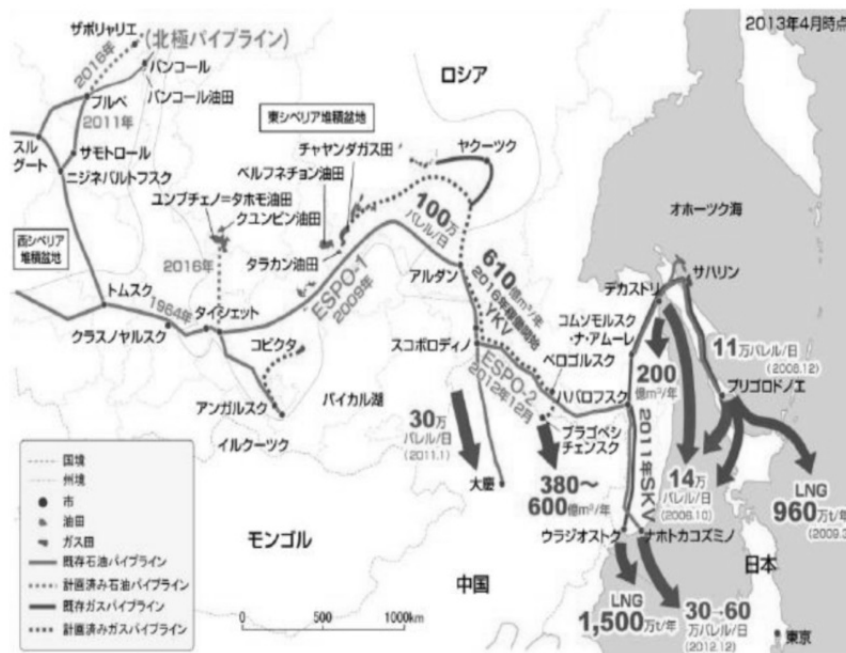 2013年4月時点
ザポリャリエ
(北極パイプライン)
2016年
バンコール
バンコール油田
プルペ
2011年
スル
グート
サモトロール
ニジネバルトフスク
ロシア
東シベリア堆積盆地
チャヤンダガス田
ヤクーツク
ベルフネチョン油田
ユンブチェノ=タホモ油田
クユンビン油田
タラカン油田
100万
バレル/日
オホーツク海
西シベリア
堆積盆地
2016年
トムスク
1964年
タイシェット
クラスノヤルスク
ESPO-1
2009年
アルダン
610
億m³/年
2016年稼働開始
YKV
サハリン
デカストリ
コムソモルスク
・ナ・アムーレ
コビクタ
スコボロディノ
ESPO-2
2012年12月
ベロゴルスク
ハバロフスク
11
万バレル/日
(2006.12)
プリゴロドノエ
200
億m³/年
アンガルスク
バイカル湖
イルクーツク
30万
バレル/日
(2011.1)
ブラゴベシ
チェンスク
380〜
600億m³/年
大慶
2011年SKV
14万
バレル/日
(2006.10)
LNG
960万t/年
(2009.3
国境
州境
市
油田
ガス田
既存石油パイプライン
計画済み石油パイプライン
既存ガスパイプライン
計画済みガスパイプライン
モンゴル
中国
0
500
1000km
ウラジオストク
ナホトカコズミノ
日本
LNG
1,500万t/年
30→60
万バレル/日
(2012.12)
東京